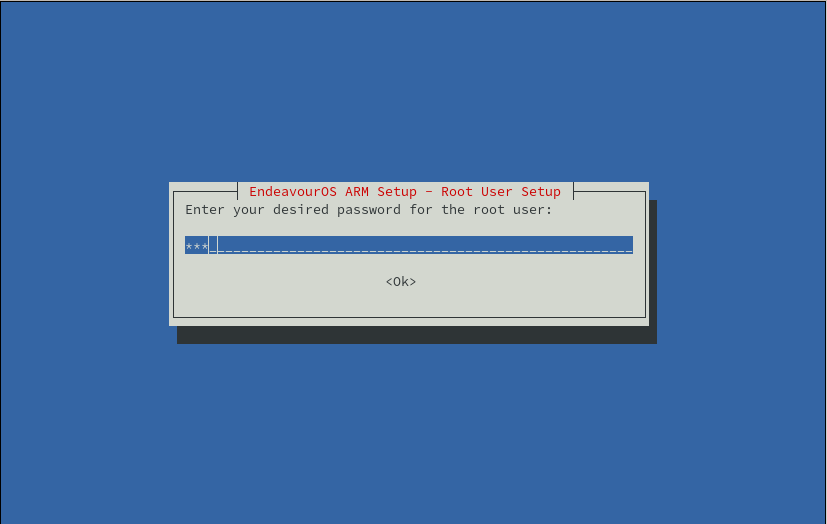 EndeavourOS ARM Setup - Root User Setup
Enter your desired password for the root user:
***
<Ok>